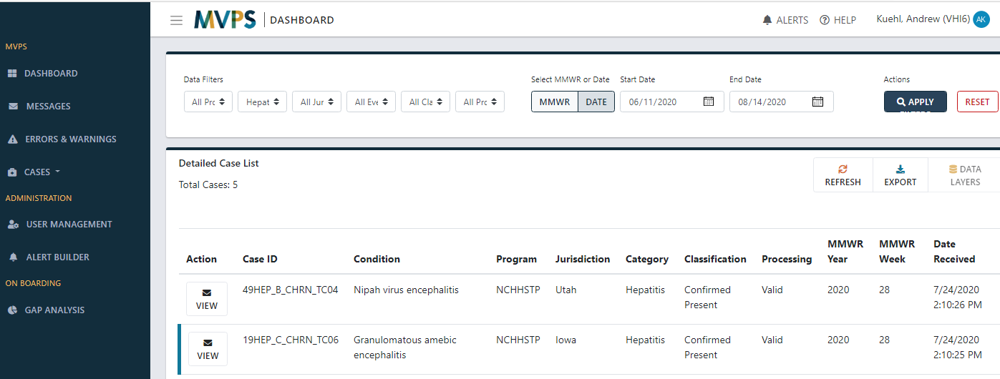 MVPS
DASHBOARD
MESSAGES
ERRORS & WARNINGS
CASES
ADMINISTRATION
USER MANAGEMENT
ALERT BUILDER
ON BOARDING
GAP ANALYSIS
MVPS | DASHBOARD
ALERTS
HELP
Kuehl, Andrew (VHI6) AK
Data Filters
All Prc
Hepat
All Jur
All Eve
All Cla
All Prc
Select MMWR or Date
MMWR DATE
Start Date
06/11/2020
End Date
08/14/2020
Actions
APPLY
FILTERS
RESET
Detailed Case List
Total Cases: 5
REFRESH
EXPORT
DATA
LAYERS
Action Case ID Condition Program Jurisdiction Category Classification Processing MMWR Year MMWR Week Date Received
VIEW 49HEP_B_CHRN_TC04 Nipah virus encephalitis NCHHSTP Utah Hepatitis Confirmed Present Valid 2020 28 7/24/2020 2:10:26 PM
VIEW 19HEP_C_CHRN_TC06 Granulomatous amebic encephalitis NCHHSTP Iowa Hepatitis Confirmed Present Valid 2020 28 7/24/2020 2:10:25 PM